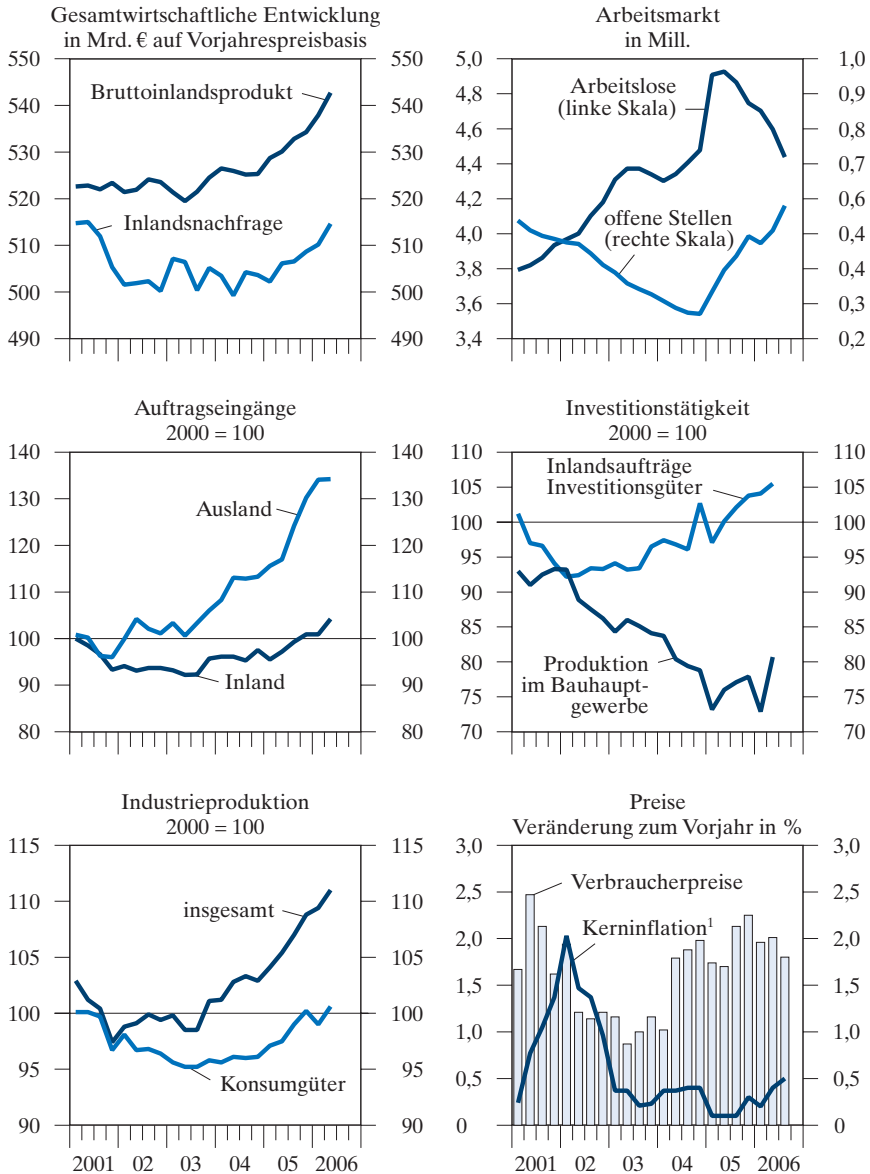 Gesamtwirtschaftliche Entwicklung
in Mrd. € auf Vorjahrespreisbasis
550 550
540 540
530 530
520 520
510 510
500 500
490 490
Bruttoinlandsprodukt
Inlandsnachfrage
Arbeitsmarkt
in Mill.
5,0 1,0
4,8 0,9
4,6 0,8
4,4 0,7
4,2 0,6
4,0 0,4
3,8 0,4
3,6 0,3
3,4 0,2
Arbeitslose
(linke Skala)
offene Stellen
(rechte Skala)
Auftragseingänge
2000 = 100
140 140
130 130
120 120
110 110
100 100
90 90
80 80
Ausland
Inland
Investitionstätigkeit
2000 = 100
110 110
105 105
100 100
95 95
90 90
85 85
80 80
75 75
70 70
Inlandsaufträge
Investitionsgüter
Produktion
im Bauhaupt-
gewerbe
Industrieproduktion
2000 = 100
115 115
110 110
105 105
100 100
95 95
90 90
insgesamt
Konsumgüter
2001 02 03 04 05 2006
Preise
Veränderung zum Vorjahr in %
3,0 3,0
2,5 2,5
2,0 2,0
1,5 1,5
1,0 1,0
0,5 0,5
0 0
Verbraucherpreise
Kerninflation¹
2001 02 03 04 05 2006